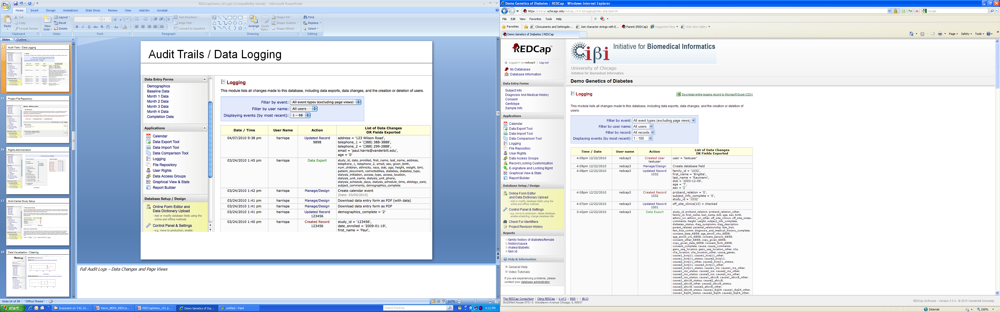 REDCapDemo_v01.ppt [Compatibility Mode] - Microsoft PowerPoint
Home Insert Design Animations Slide Show Review View Add-Ins Acrobat
Paste
Cut
Copy
Format Painter
Clipboard
New Slide
Layout
Reset
Delete
Slides
12
Font
Text Direction
Align Text
Convert to SmartArt
Paragraph
Arrange
Quick Styles
Shape Fill
Shape Outline
Shape Effects
Drawing
Find
Replace
Select
Editing
Slides Outline
14
Audit Trails / Data Logging
15
Project File Repository
16
Rights Administration
17
Multi-Center Study Setup
18
Data Visualization / Cleaning
Audit Trails / Data Logging
Data Entry Forms
Demographics
Baseline Data
Month 1 Data
Month 2 Data
Month 3 Data
Month 4 Data
Completion Data
Applications
Calendar
Data Export Tool
Data Import Tool
Data Comparison Tool
Logging
File Repository
User Rights
Data Access Groups
Graphical View & Stats
Report Builder
Database Setup / Design
Online Form Editor and
Data Dictionary Upload
- Add or modify database fields using the
online and offline methods
Control Panel & Settings
- e.g. move to production, enable
Logging
This module lists all changes made to this database, including data exports, data changes, and the creation or deletion of users.
Filter by event: All event types (excluding page views)
Filter by user name: All users
Displaying events (by most recent): 1 - 98
Date / Time User Name Action List of Data Changes
OR Fields Exported
04/07/2010 9:38 pm harrispa Updated Record address = '123 Wilson Road',
9898 telephone_1 = '(388) 388-3888',
telephone_2 = '(388) 299-2888',
email = 'paul.harris@vanderbilt.edu',
age = '0'
03/24/2010 1:45 pm harrispa Data Export study_id, date_enrolled, first_name, last_name, address,
telephone_1, telephone_2, email, sex, given_birth,
num_children, ethnicity, race, dob, age, height, weight, bmi,
patient_document, comorbidities, diabetes, diabetes_type,
dialysis_initiation, access_type, access_location,
dialysis_unit_name, dialysis_unit_phone,
dialysis_schedule_days, dialysis_schedule_time, etiology_esrd,
subject_comments, demographics_complete
03/24/2010 1:42 pm harrispa Manage/Design Create calendar event
(Date: 03/05/2010)
03/24/2010 1:41 pm harrispa Manage/Design Download data entry form as PDF (with data)
03/24/2010 1:41 pm harrispa Manage/Design Download data entry form as PDF
03/24/2010 1:41 pm harrispa Updated Record demographics_complete = '2'
123456
03/24/2010 1:40 pm harrispa Created Record study_id = '123456',
123456 date_enrolled = '2009-01-19',
first_name = 'Paul',
Full Audit Logs – Data Changes and Page Views
Slide 14 of 39 "Office Theme" 117%
start braumann on '192.16... Harris_BERD_REDCa... REDCapDemo_v01.p... Demo Genetics of Dia... untitled - Paint Search Desktop 4:12 PM
Demo Genetics of Diabetes | REDCap - Windows Internet Explorer
https://redcap.uchicago.edu/redcap_v3.5.4/Logging/index.php?pid=34
Google
File Edit View Favorites Tools Help
Favorites CDocuments and Settingsbr... Join character strings with E... Parent (REDCap) Suggested Sites Web Slice Gallery
Demo Genetics of Diabetes | REDCap
Page Safety Tools
REDCap
Logged in as redcap3 | Log out
My Databases
Database Information
Data Entry Forms
Subject Info
Diagnosis And Medical History
Consent
Genotype
Sample Info
Applications
Calendar
Data Export Tool
Data Import Tool
Data Comparison Tool
Logging
File Repository
User Rights
Data Access Groups
Record Locking Customization
E-signature and Locking Mgmt
Graphical View & Stats
Report Builder
Database Setup / Design
Online Form Editor
and Data Dictionary Upload
- Add or modify database fields using the
online and offline methods
Control Panel & Settings
- e.g. move to production, delete database,
enable scheduling, change database title
Check For Identifiers
Project Revision History
Reports
1) family history of diabetes/female
2) history/cause
3) males/diabetic
4) fam id
Help & Information
General Help
Video Tutorials
If you are experiencing problems, please
contact your database administrator.
Ciβi Initiative for Biomedical Informatics
University of Chicago
Initiative for Biomedical Informatics
Demo Genetics of Diabetes
Logging
Download entire logging record to Microsoft Excel (CSV)
This module lists all changes made to this database, including data exports, data changes, and the creation or deletion of
users.
Filter by event: All event types (excluding page views)
Filter by user name: All users
Filter by record: All records
Displaying events (by most recent): 1 - 100
Time / Date User name Action List of Data Changes
OR Fields Exported
4:09pm 12/22/2010 redcap3 Created User user = 'testuser'
testuser
4:09pm 12/22/2010 redcap3 Manage/Design Create database field
4:08pm 12/22/2010 redcap3 Updated Record family_id = '1032',
1032 first_name = 'Brigitte',
last_name = 'Raumann',
dob = '2003-12-09',
age = '7',
sex = '2'
4:08pm 12/22/2010 redcap3 Created Record proband_relation = '0',
1032 subject_info_complete = '0',
study_id = '1032'
4:07pm 12/22/2010 redcap3 Updated Record off_site_clinics(10) = checked
1001
3:42pm 12/22/2010 redcap3 Data Export study_id, proband_relation, proband_relation_other,
family_id, first_name, last_name, dob, age, sex, birth,
ethnic_ori, ethnic_ori_other, off_site_clinics, off_site_notes,
comments, height, weight, subject_info_complete,
diabetes_status, diag_symptoms, diag_desciption,
parent_related, parental_relationship, fam_hist,
fam_hist_comm, diagnosis_and_medical_history_complete,
consent_date_6858, age_enroll_wks_6858,
age_enroll_yrs_6858, consent_person_6858,
consent_other_6858, copy_given_6858,
copy_given_date_6858, consent_form_6858,
consent_complete, cause, cause_comments,
geno_seq_location, geno_seq_location_other, clia,
clia_location, clia_location_other, cause_genes,
cause1_kcnj11, cause1_kcnj11_other,
cause1_kcnj11_status, cause2_kcnj11,
cause2_kcnj11_other, cause2_kcnj11_status,
cause3_kcnj11, cause3_kcnj11_other,
cause3_kcnj11_status, cause1_ins, cause1_ins_other,
cause1_ins_status, cause2_ins, cause2_ins_other,
cause2_ins_status, cause3_ins, cause3_ins_other,
cause3_ins_status, cause1_abcc8, cause1_abcc8_other,
cause1_abcc8_status, cause2_abcc8,
cause2_abcc8_other, cause2_abcc8_status,
cause3_abcc8, cause3_abcc8_other,
cause3_abcc8_status, cause1_6q24, cause1_6q24_other,
cause1_6q24_status, cause2_6q24, cause2_6q24_other,
The REDCap Consortium | Citing REDCap | U of C | BSD | | iBi-CI
McGiffert House 5751 S. Woodlawn Avenue Chicago, IL 60637
REDCap Software - Version 3.5.4 - © 2010 Vanderbilt University
Internet 100%